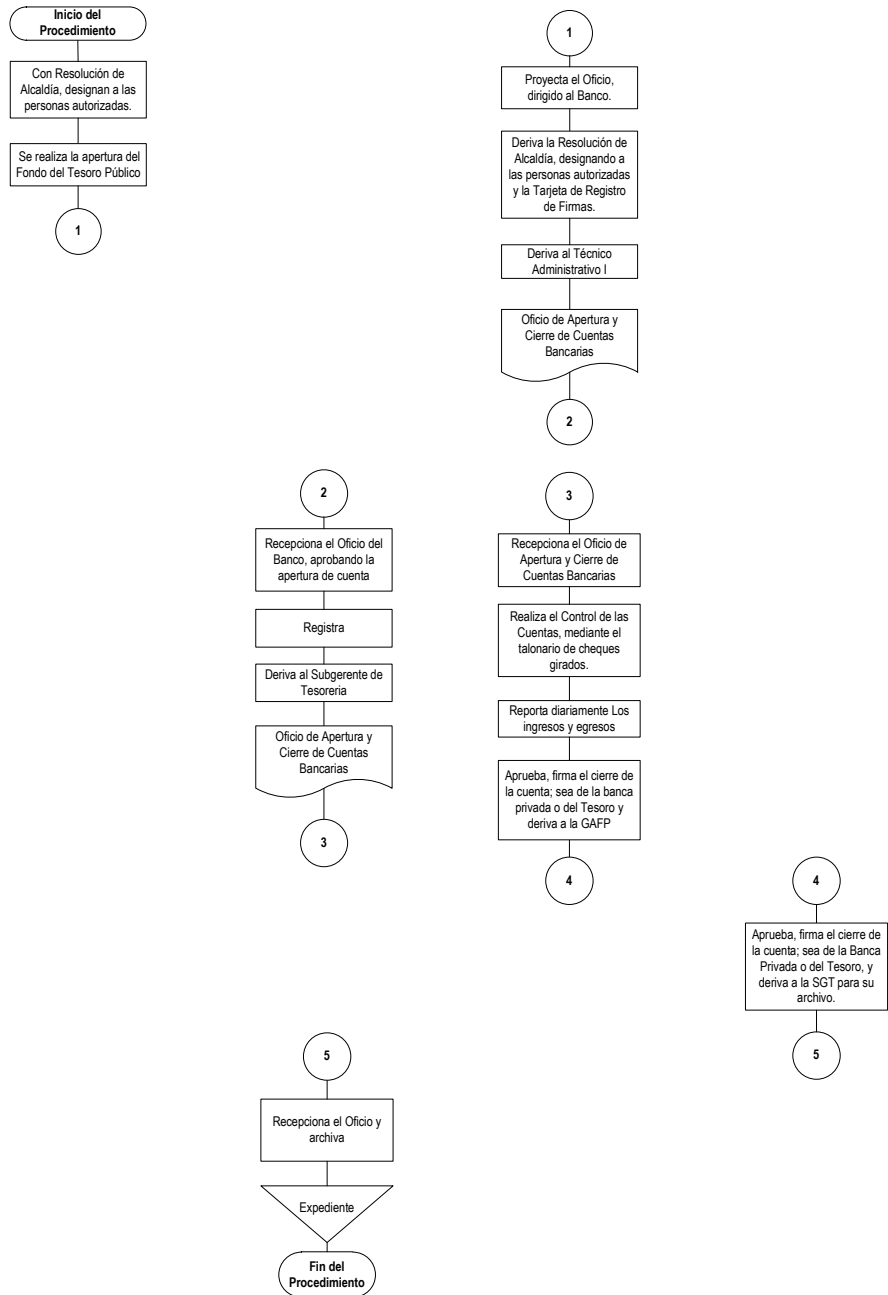 Inicio del
Procedimiento
Con Resolución de
Alcaldía, designan a las
personas autorizadas.
Se realiza la apertura del
Fondo del Tesoro Público
1
1
Proyecta el Oficio,
dirigido al Banco.
Deriva la Resolución de
Alcaldía, designando a
las personas autorizadas
y la Tarjeta de Registro
de Firmas.
Deriva al Técnico
Administrativo I
Oficio de Apertura y
Cierre de Cuentas
Bancarias
2
2
Recepciona el Oficio del
Banco, aprobando la
apertura de cuenta
Registra
Deriva al Subgerente de
Tesoreria
Oficio de Apertura y
Cierre de Cuentas
Bancarias
3
3
Recepciona el Oficio de
Apertura y Cierre de
Cuentas Bancarias
Realiza el Control de las
Cuentas, mediante el
talonario de cheques
girados.
Reporta diariamente Los
ingresos y egresos
Aprueba, firma el cierre de
la cuenta; sea de la banca
privada o del Tesoro y
deriva a la GAFP
4
4
Aprueba, firma el cierre de
la cuenta; sea de la Banca
Privada o del Tesoro, y
deriva a la SGT para su
archivo.
5
5
Recepciona el Oficio y
archiva
Expediente
Fin del
Procedimiento